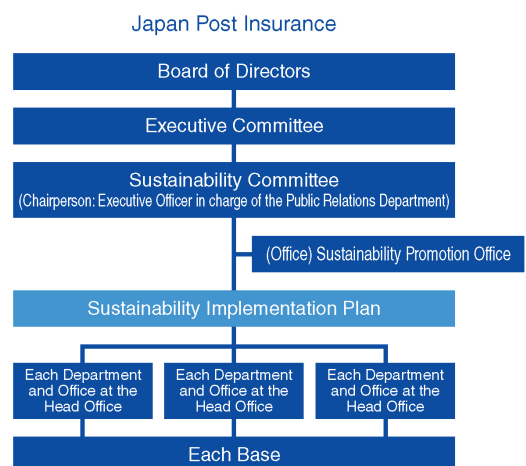 Japan Post Insurance
Board of Directors
Executive Committee
Sustainability Committee
(Chairperson: Executive Officer in charge of the Public Relations Department)
(Office) Sustainability Promotion Office
Sustainability Implementation Plan
Each Department
and Office at the
Head Office
Each Department
and Office at the
Head Office
Each Department
and Office at the
Head Office
Each Base